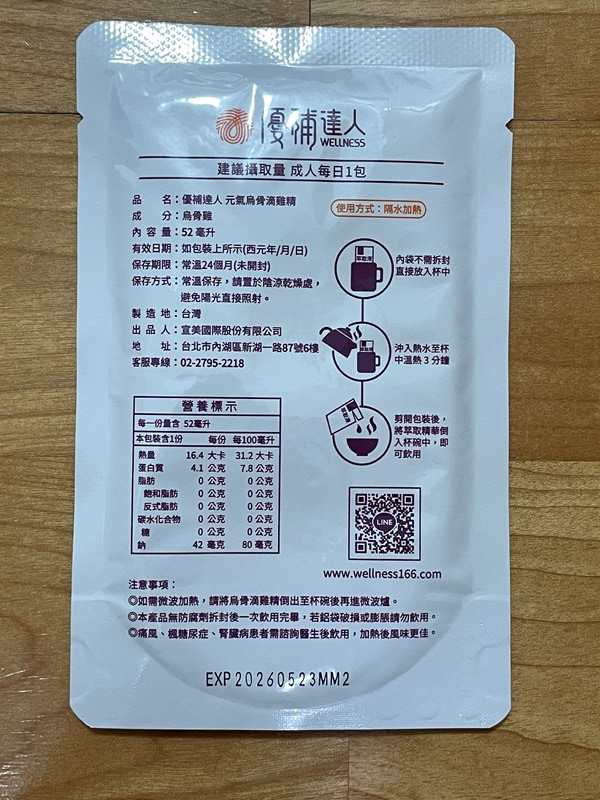 優補達人
WELLNESS
建議攝取量 成人每日1包
品名：優補達人 元氣烏骨滴雞精
成分：烏骨雞
內容量：52 毫升
有效日期：如包裝上所示(西元年/月/日)
保存期限：常溫24個月(未開封)
保存方式：常溫保存，請置於陰涼乾燥處，
避免陽光直接照射。
製造地：台灣
出品人：宣美國際股份有限公司
地址：台北市內湖區新湖一路87號6樓
客服專線：02-2795-2218
使用方式：隔水加熱
內袋不需拆封
直接放入杯中
沖入熱水至杯
中溫熱 3 分鐘
剪開包裝後，
將萃取精華倒
入杯碗中，即
可飲用
營養標示
每一份量含 52毫升
本包裝含1份 每份 每100毫升
熱量 16.4 大卡 31.2 大卡
蛋白質 4.1 公克 7.8 公克
脂肪 0 公克 0 公克
飽和脂肪 0 公克 0 公克
反式脂肪 0 公克 0 公克
碳水化合物 0 公克 0 公克
糖 0 公克 0 公克
鈉 42 毫克 80 毫克
LINE
www.wellness166.com
注意事項：
◎如需微波加熱，請將烏骨滴雞精倒出至杯碗後再進微波爐。
◎本產品無防腐劑拆封後一次飲用完畢，若鋁袋破損或膨脹請勿飲用。
◎痛風、楓糖尿症、腎臟病患者需諮詢醫生後飲用，加熱後風味更佳。
EXP 20260523MM2